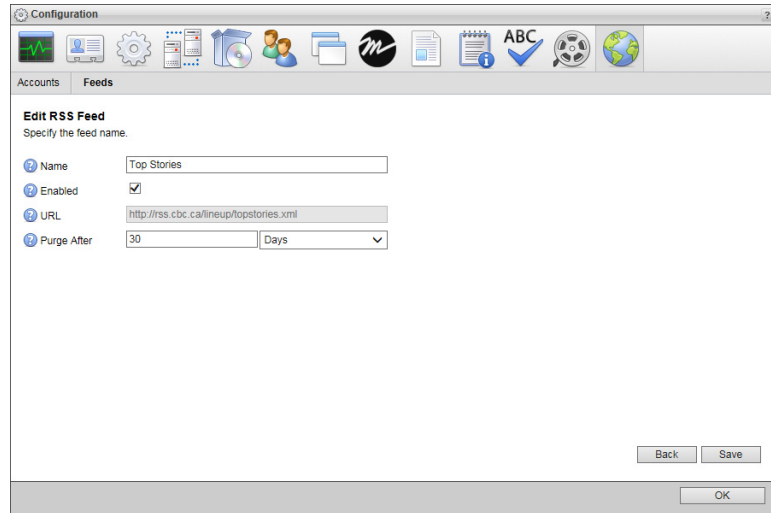 Configuration
?
ABC
Accounts Feeds
Edit RSS Feed
Specify the feed name.
? Name Top Stories
? Enabled
? URL http://rss.cbc.ca/lineup/topstories.xml
? Purge After 30 Days
Back Save
OK